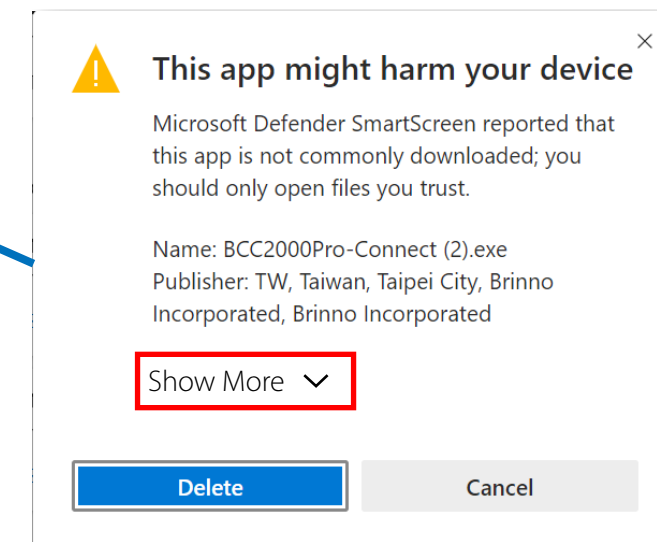 This app might harm your device
Microsoft Defender SmartScreen reported that
this app is not commonly downloaded; you
should only open files you trust.
Name: BCC2000Pro-Connect (2).exe
Publisher: TW, Taiwan, Taipei City, Brinno
Incorporated, Brinno Incorporated
Show More
Delete
Cancel